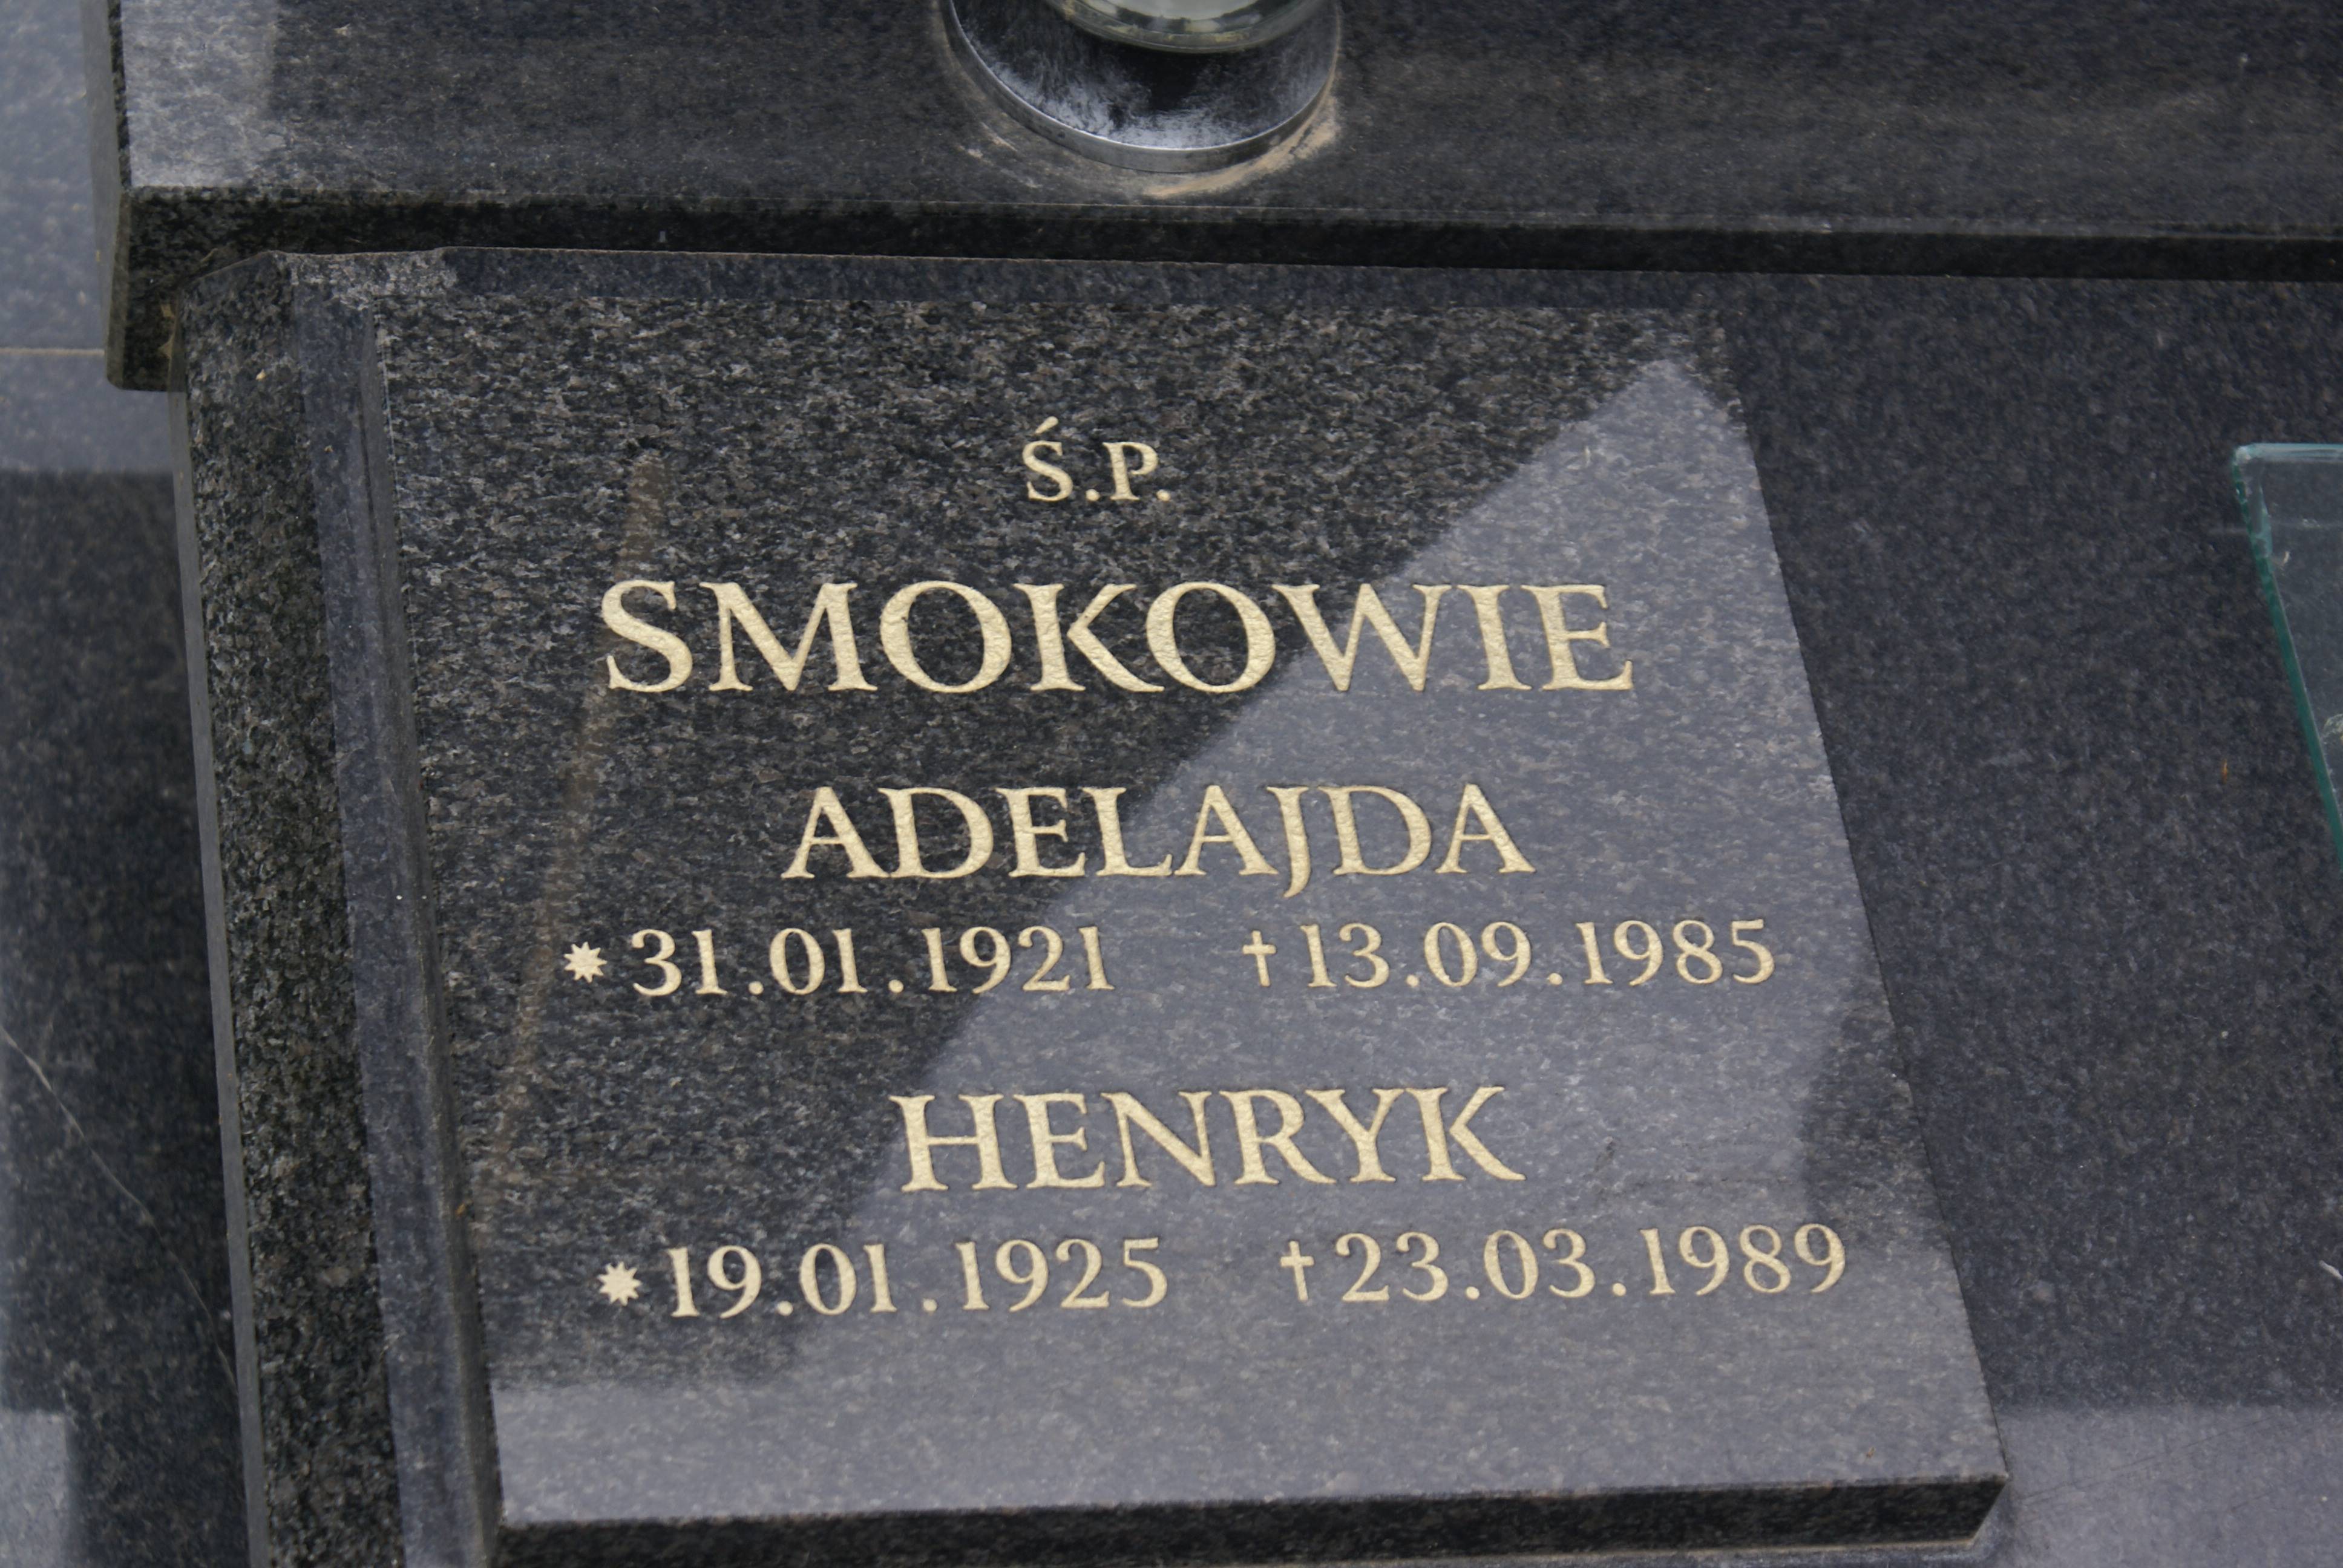 Ś.P.
SMOKOWIE
ADELAJDA
* 31.01.1921 † 13.09.1985
HENRYK
* 19.01.1925 † 23.03.1989